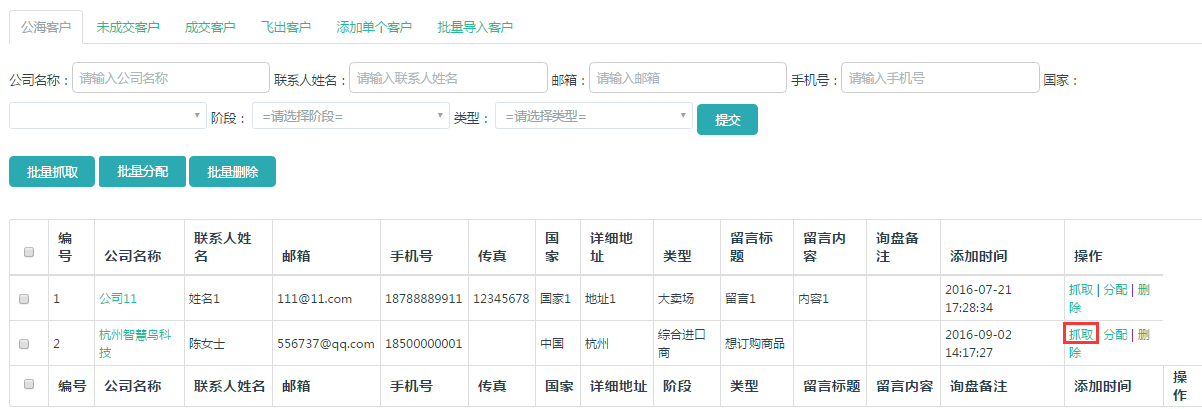 公海客户 未成交客户 成交客户 飞出客户 添加单个客户 批量导入客户
公司名称： 请输入公司名称 联系人姓名： 请输入联系人姓名 邮箱： 请输入邮箱 手机号： 请输入手机号 国家：
阶段： =请选择阶段= 类型： =请选择类型= 提交
批量抓取 批量分配 批量删除
编号 公司名称 联系人姓名 邮箱 手机号 传真 国家 详细地址 类型 留言标题 留言内容 询盘备注 添加时间 操作
1 公司11 姓名1 111@11.com 18788889911 12345678 国家1 地址1 大卖场 留言1 内容1 2016-07-21 17:28:34 抓取 | 分配 | 删除
2 杭州智慧鸟科技 陈女士 556737@qq.com 18500000001 中国 杭州 综合进口商 想订购商品 2016-09-02 14:17:27 抓取 分配 | 删除
编号 公司名称 联系人姓名 邮箱 手机号 传真 国家 详细地址 阶段 类型 留言标题 留言内容 询盘备注 添加时间 操作